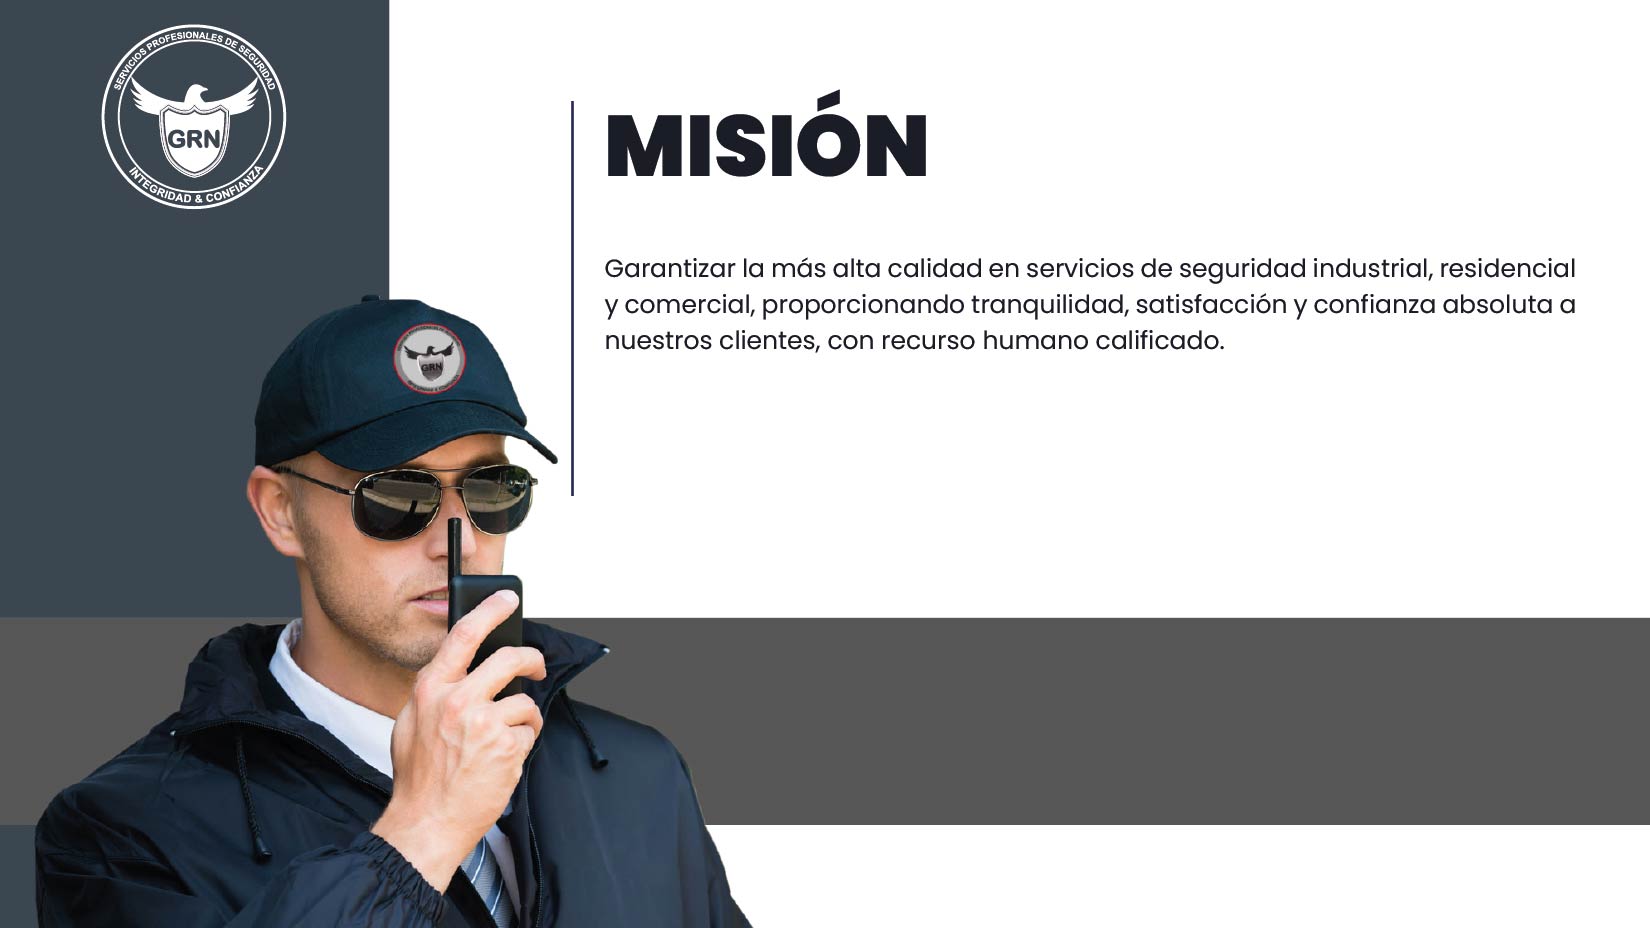 SERVICIOS PROFESIONALES DE SEGURIDAD
GRN
INTEGRIDAD & CONFIANZA
MISIÓN
Garantizar la más alta calidad en servicios de seguridad industrial, residencial
y comercial, proporcionando tranquilidad, satisfacción y confianza absoluta a
nuestros clientes, con recurso humano calificado.
GRN